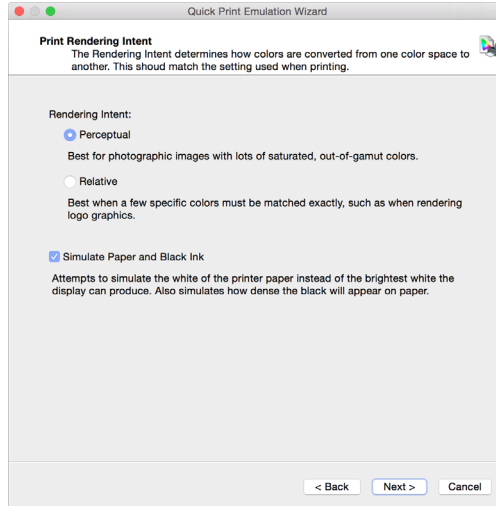 Quick Print Emulation Wizard
Print Rendering Intent
The Rendering Intent determines how colors are converted from one color space to
another. This shoud match the setting used when printing.
Rendering Intent:
Perceptual
Best for photographic images with lots of saturated, out-of-gamut colors.
Relative
Best when a few specific colors must be matched exactly, such as when rendering
logo graphics.
Simulate Paper and Black Ink
Attempts to simulate the white of the printer paper instead of the brightest white the
display can produce. Also simulates how dense the black will appear on paper.
< Back Next > Cancel